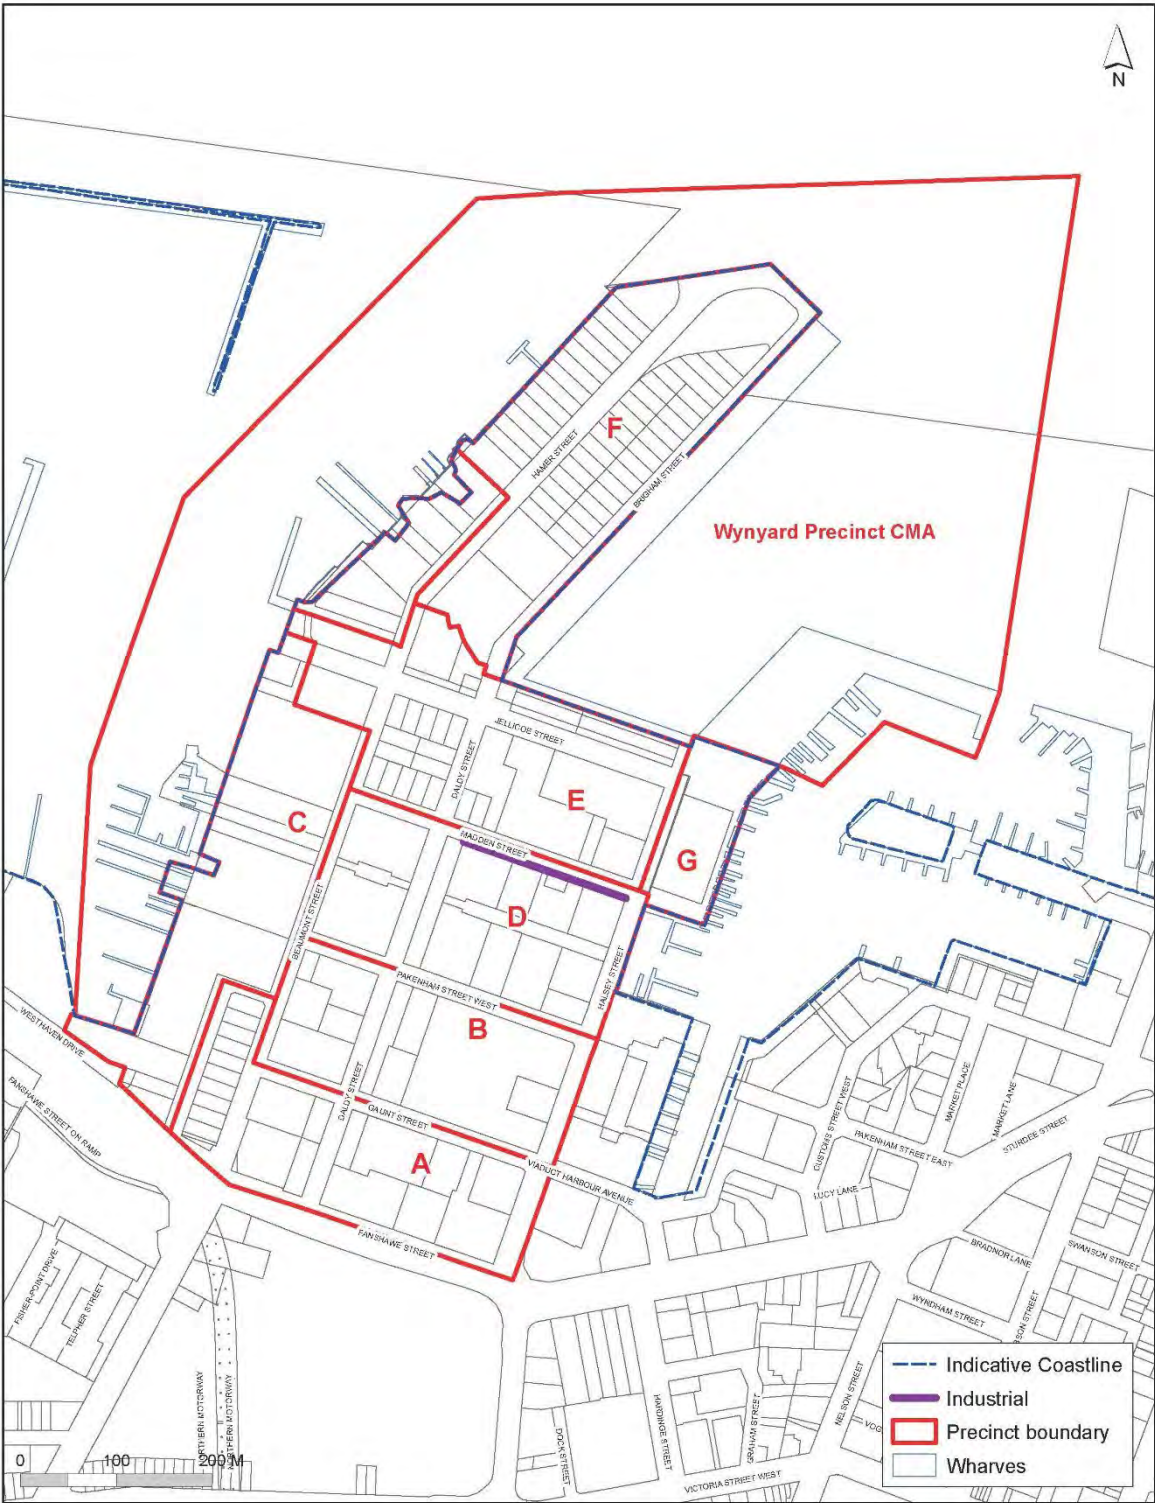 N
F
HAMER STREET
BRIGHAM STREET
Wynyard Precinct CMA
JELLICOE STREET
DALDY STREET
E
C
MADDEN STREET
G
BEAUMONT STREET
D
HALSEY STREET
PAKENHAM STREET WEST
B
WESTHAVEN DRIVE
FANSHAWE STREET ON RAMP
DALDY STREET
GAUNT STREET
A
VIADUCT HARBOUR AVENUE
FANSHAWE STREET
CUSTOMS STREET WEST
MARKET PLACE
MARKET LANE
STURDEE STREET
PAKENHAM STREET EAST
LUCY LANE
BRADNOR LANE
SWANSON STREET
WYNDHAM STREET
BSON STREET
FISHER-POINT DRIVE
TELPHER STREET
RTHERN MOTORWAY
NORTHERN MOTORWAY
DOCK STREET
HARDINGE STREET
GRAHAM STREET
NELSON STREET
VICTORIA STREET WEST
Indicative Coastline
Industrial
Precinct boundary
Wharves
0 100 200 M